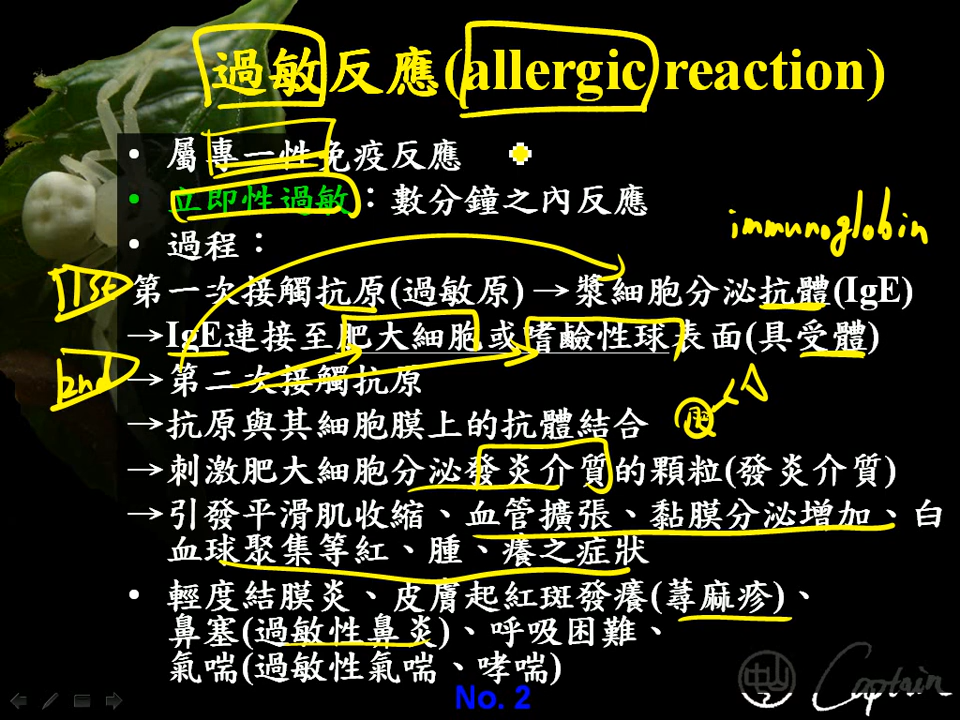 過敏反應(allergic reaction)
• 屬專一性免疫反應
• 立即性過敏：數分鐘之內反應
• 過程：
immunoglobin
1st
第一次接觸抗原(過敏原) →漿細胞分泌抗體(IgE)
→IgE連接至肥大細胞或嗜鹼性球表面(具受體)
2nd
→第二次接觸抗原
→抗原與其細胞膜上的抗體結合
肥
→刺激肥大細胞分泌發炎介質的顆粒(發炎介質)
→引發平滑肌收縮、血管擴張、黏膜分泌增加、白
血球聚集等紅、腫、癢之症狀
• 輕度結膜炎、皮膚起紅斑發癢(蕁麻疹)、
鼻塞(過敏性鼻炎)、呼吸困難、
氣喘(過敏性氣喘、哮喘)
Captain
No. 2